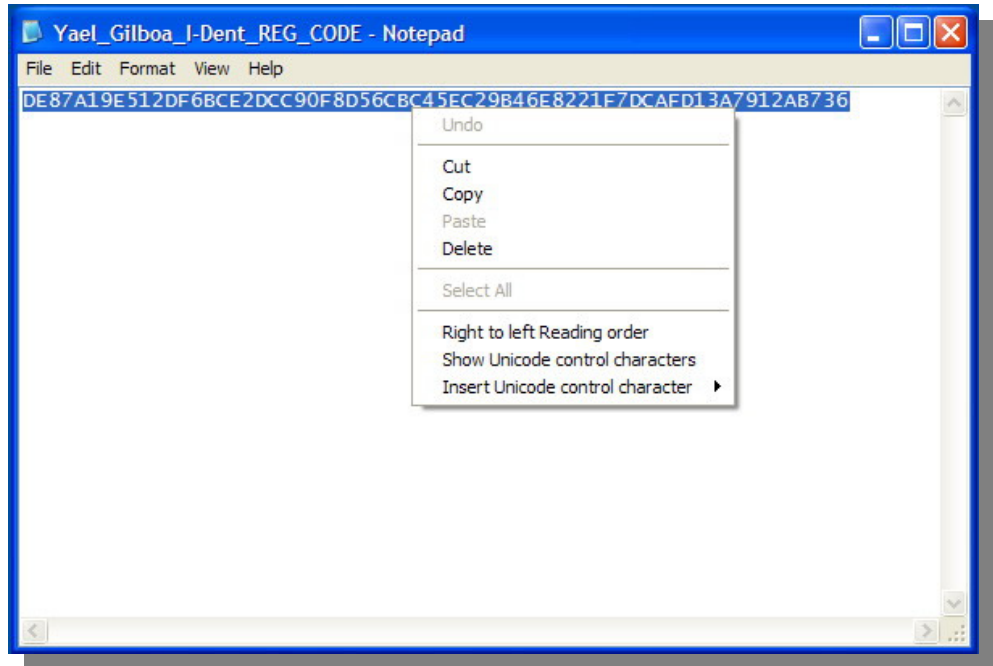 Yael_Gilboa_I-Dent_REG_CODE - Notepad
File Edit Format View Help
DE87A19E512DF6BCE2DCC90F8D56CBC45EC29B46E8221F7DCAFD13A7912AB736
Undo
Cut
Copy
Paste
Delete
Select All
Right to left Reading order
Show Unicode control characters
Insert Unicode control character